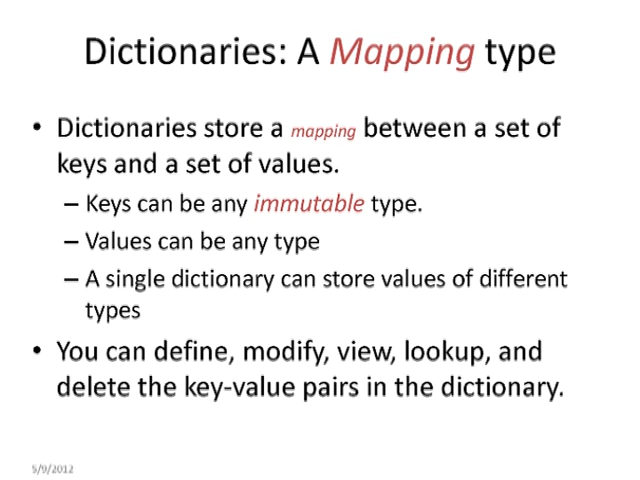 Dictionaries: A Mapping type
• Dictionaries store a mapping between a set of
keys and a set of values.
– Keys can be any immutable type.
– Values can be any type
– A single dictionary can store values of different
types
• You can define, modify, view, lookup, and
delete the key-value pairs in the dictionary.
5/9/2012